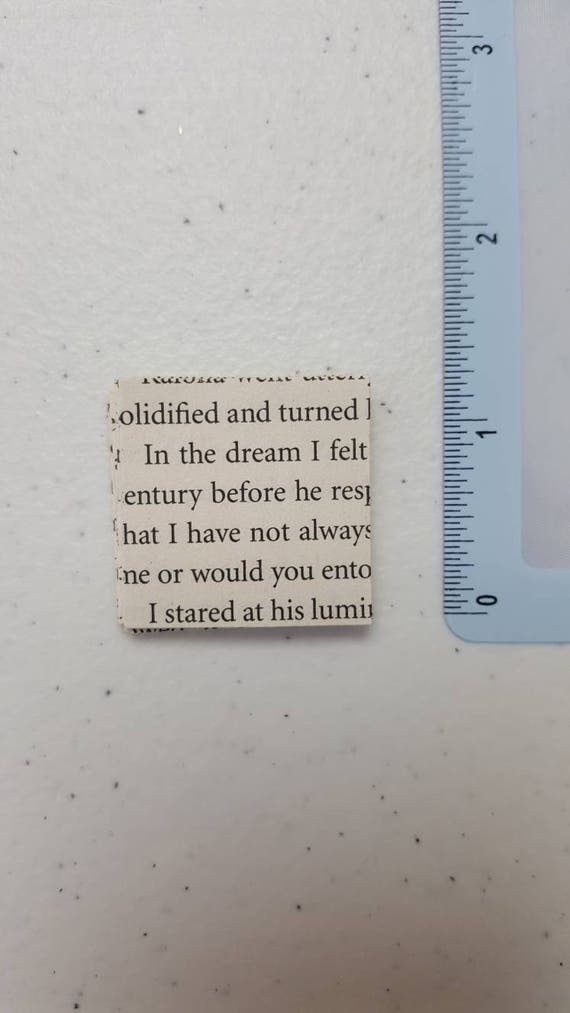 olidified and turned
In the dream I felt
entury before he resp
hat I have not always
ne or would you ento
I stared at his lumi
3
2
1
0